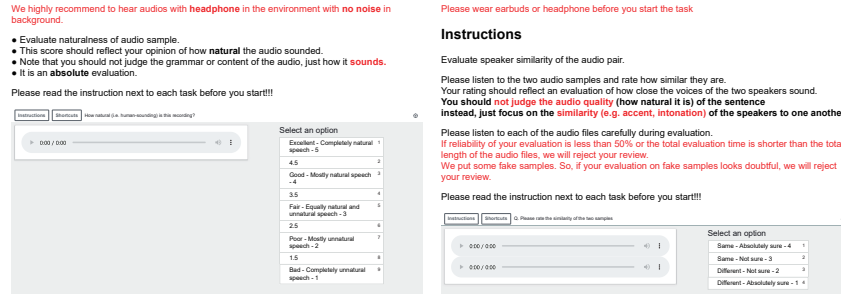 We highly recommend to hear audios with headphone in the environment with no noise in
background.
● Evaluate naturalness of audio sample.
● This score should reflect your opinion of how natural the audio sounded.
● Note that you should not judge the grammar or content of the audio, just how it sounds.
● It is an absolute evaluation.
Please read the instruction next to each task before you start!!!
Instructions Shortcuts How natural (i.e. human-sounding) is this recording?
0:00 / 0:00
Select an option
Excellent - Completely natural speech - 5 1
4.5 2
Good - Mostly natural speech - 4 3
3.5 4
Fair - Equally natural and unnatural speech - 3 5
2.5 6
Poor - Mostly unnatural speech - 2 7
1.5 8
Bad - Completely unnatural speech - 1 9
Please wear earbuds or headphone before you start the task
Instructions
Evaluate speaker similarity of the audio pair.
Please listen to the two audio samples and rate how similar they are.
Your rating should reflect an evaluation of how close the voices of the two speakers sound.
You should not judge the audio quality (how natural it is) of the sentence
instead, just focus on the similarity (e.g. accent, intonation) of the speakers to one anothe
Please listen to each of the audio files carefully during evaluation.
If reliability of your evaluation is less than 50% or the total evaluation time is shorter than the tota
length of the audio files, we will reject your review.
We put some fake samples. So, if your evaluation on fake samples looks doubtful, we will reject
your review.
Please read the instruction next to each task before you start!!!
Instructions Shortcuts Q. Please rate the similarity of the two samples
0:00 / 0:00
0:00 / 0:00
Select an option
Same - Absolutely sure - 4 1
Same - Not sure - 3 2
Different - Not sure - 2 3
Different - Absolutely sure - 1 4